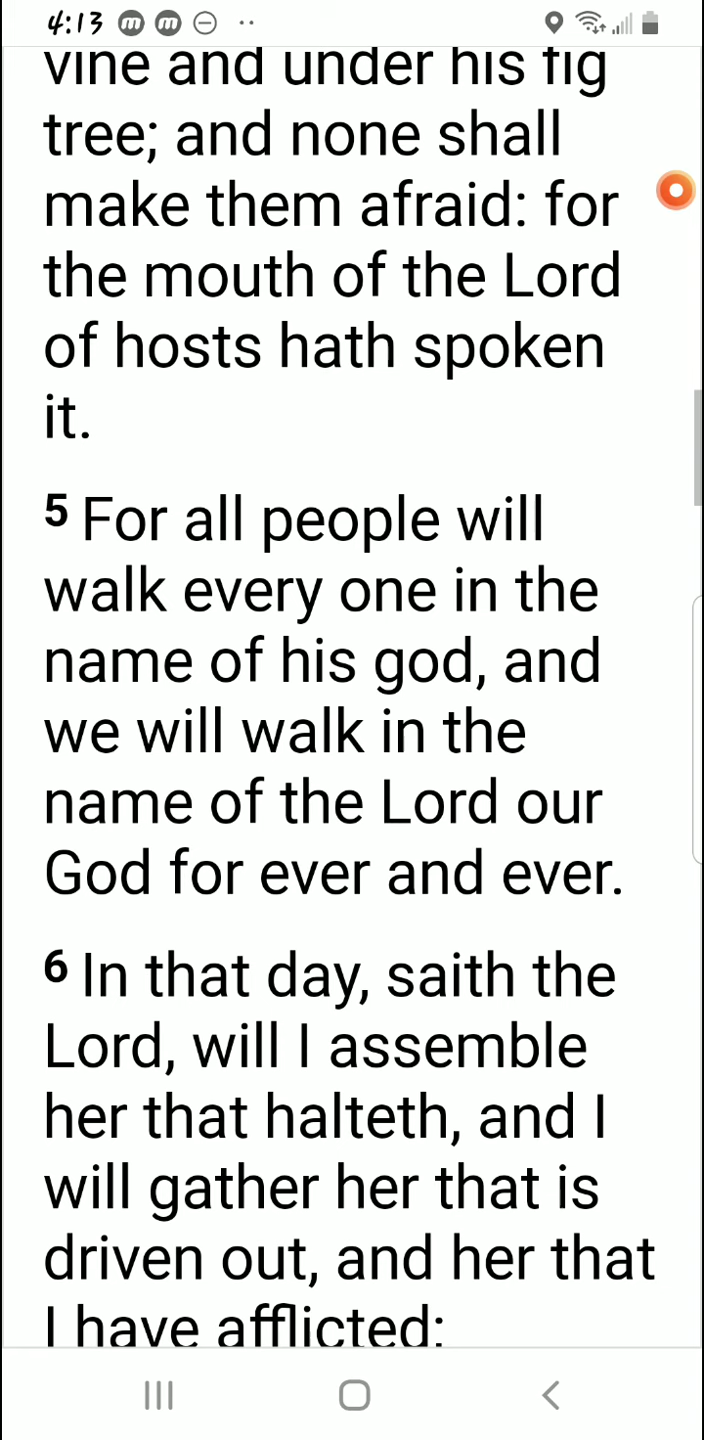 4:13
vine and under his fig
tree; and none shall
make them afraid: for
the mouth of the Lord
of hosts hath spoken
it.
5 For all people will
walk every one in the
name of his god, and
we will walk in the
name of the Lord our
God for ever and ever.
6 In that day, saith the
Lord, will I assemble
her that halteth, and I
will gather her that is
driven out, and her that
I have afflicted;